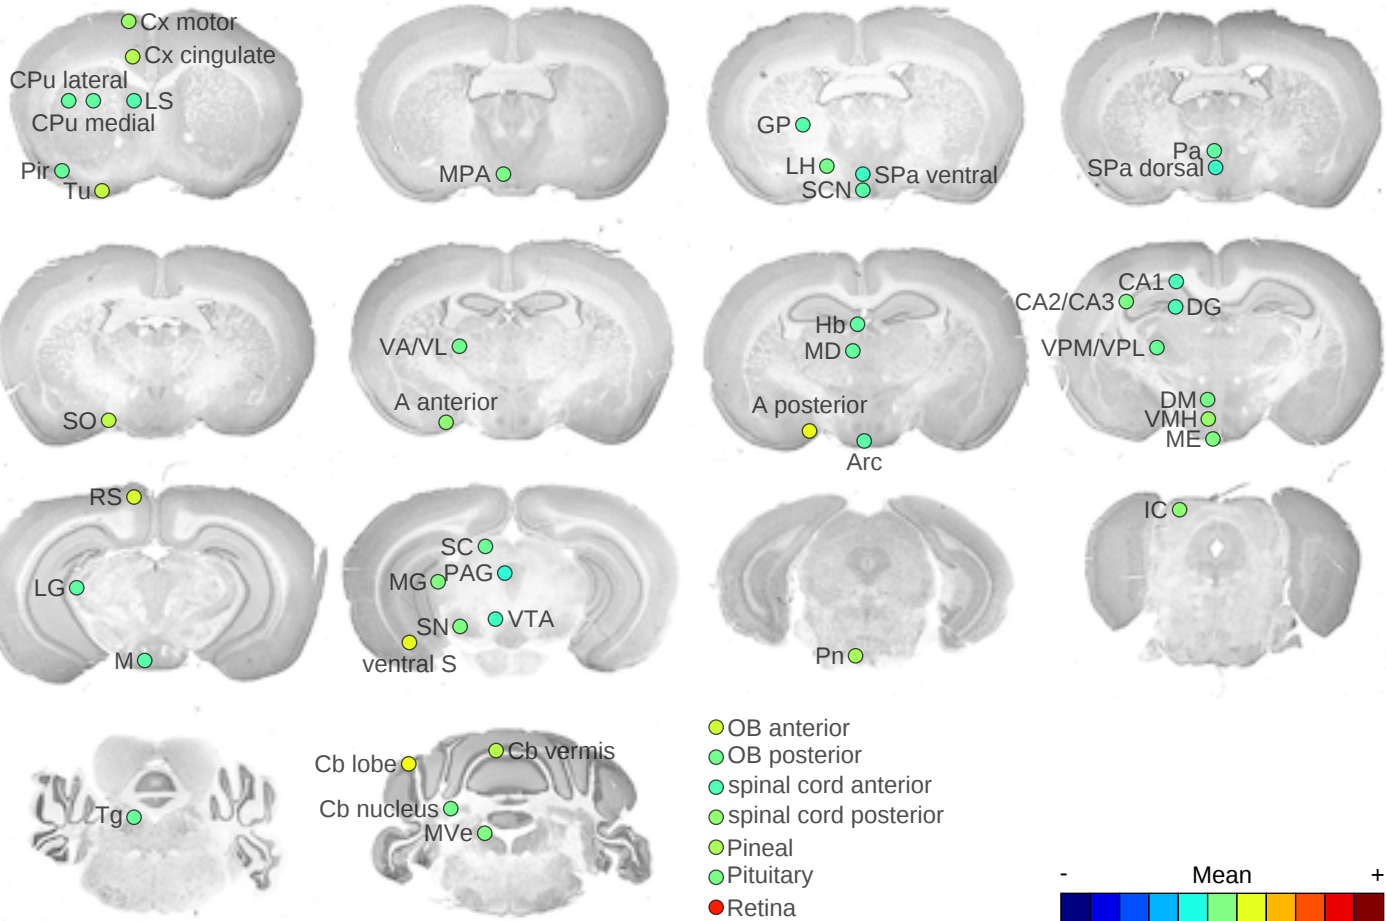 Cx motor
Cx cingulate
CPu lateral
LS
CPu medial
Pir
Tu
MPA
GP
LH
SPa ventral
SCN
Pa
SPa dorsal
SO
VA/VL
A anterior
Hb
MD
A posterior
Arc
CA1
CA2/CA3
DG
VPM/VPL
DM
VMH
ME
RS
LG
M
SC
PAG
MG
VTA
SN
ventral S
Pn
IC
Tg
Cb lobe
Cb vermis
Cb nucleus
MVe
OB anterior
OB posterior
spinal cord anterior
spinal cord posterior
Pineal
Pituitary
Retina
- Mean +